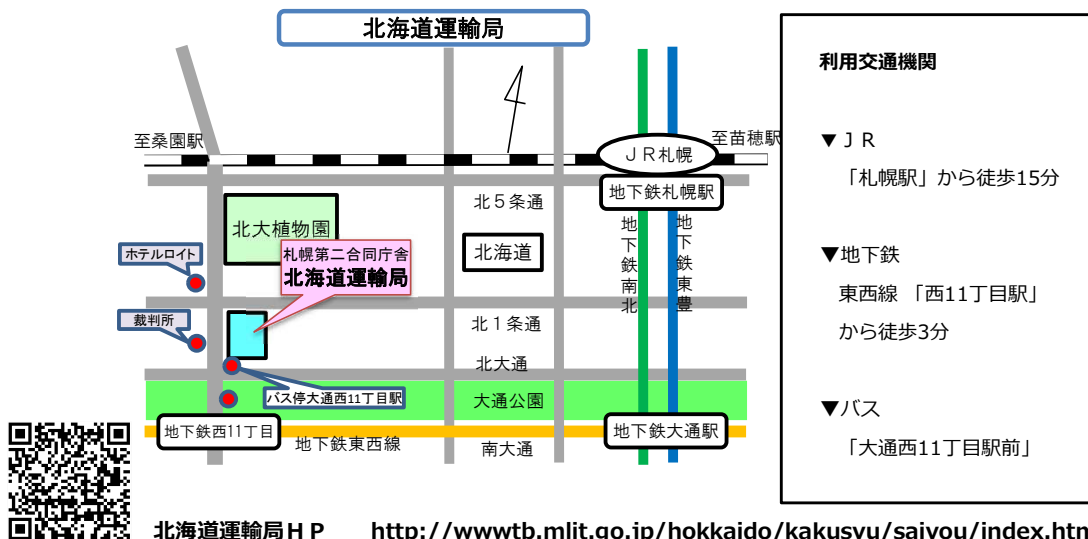 北海道運輸局
至桑園駅
至苗穂駅
ＪＲ札幌
地下鉄札幌駅
北５条通
北大植物園
札幌第二合同庁舎
北海道運輸局
北海道
地下鉄南北
地下鉄東豊
ホテルロイト
裁判所
北１条通
北大通
バス停大通西11丁目駅
大通公園
地下鉄西11丁目
地下鉄東西線
南大通
地下鉄大通駅
利用交通機関
▼ＪＲ
「札幌駅」から徒歩15分
▼地下鉄
東西線 「西11丁目駅」
から徒歩3分
▼バス
「大通西11丁目駅前」
北海道運輸局ＨＰ http://wwwtb.mlit.go.jp/hokkaido/kakusyu/saiyou/index.htm